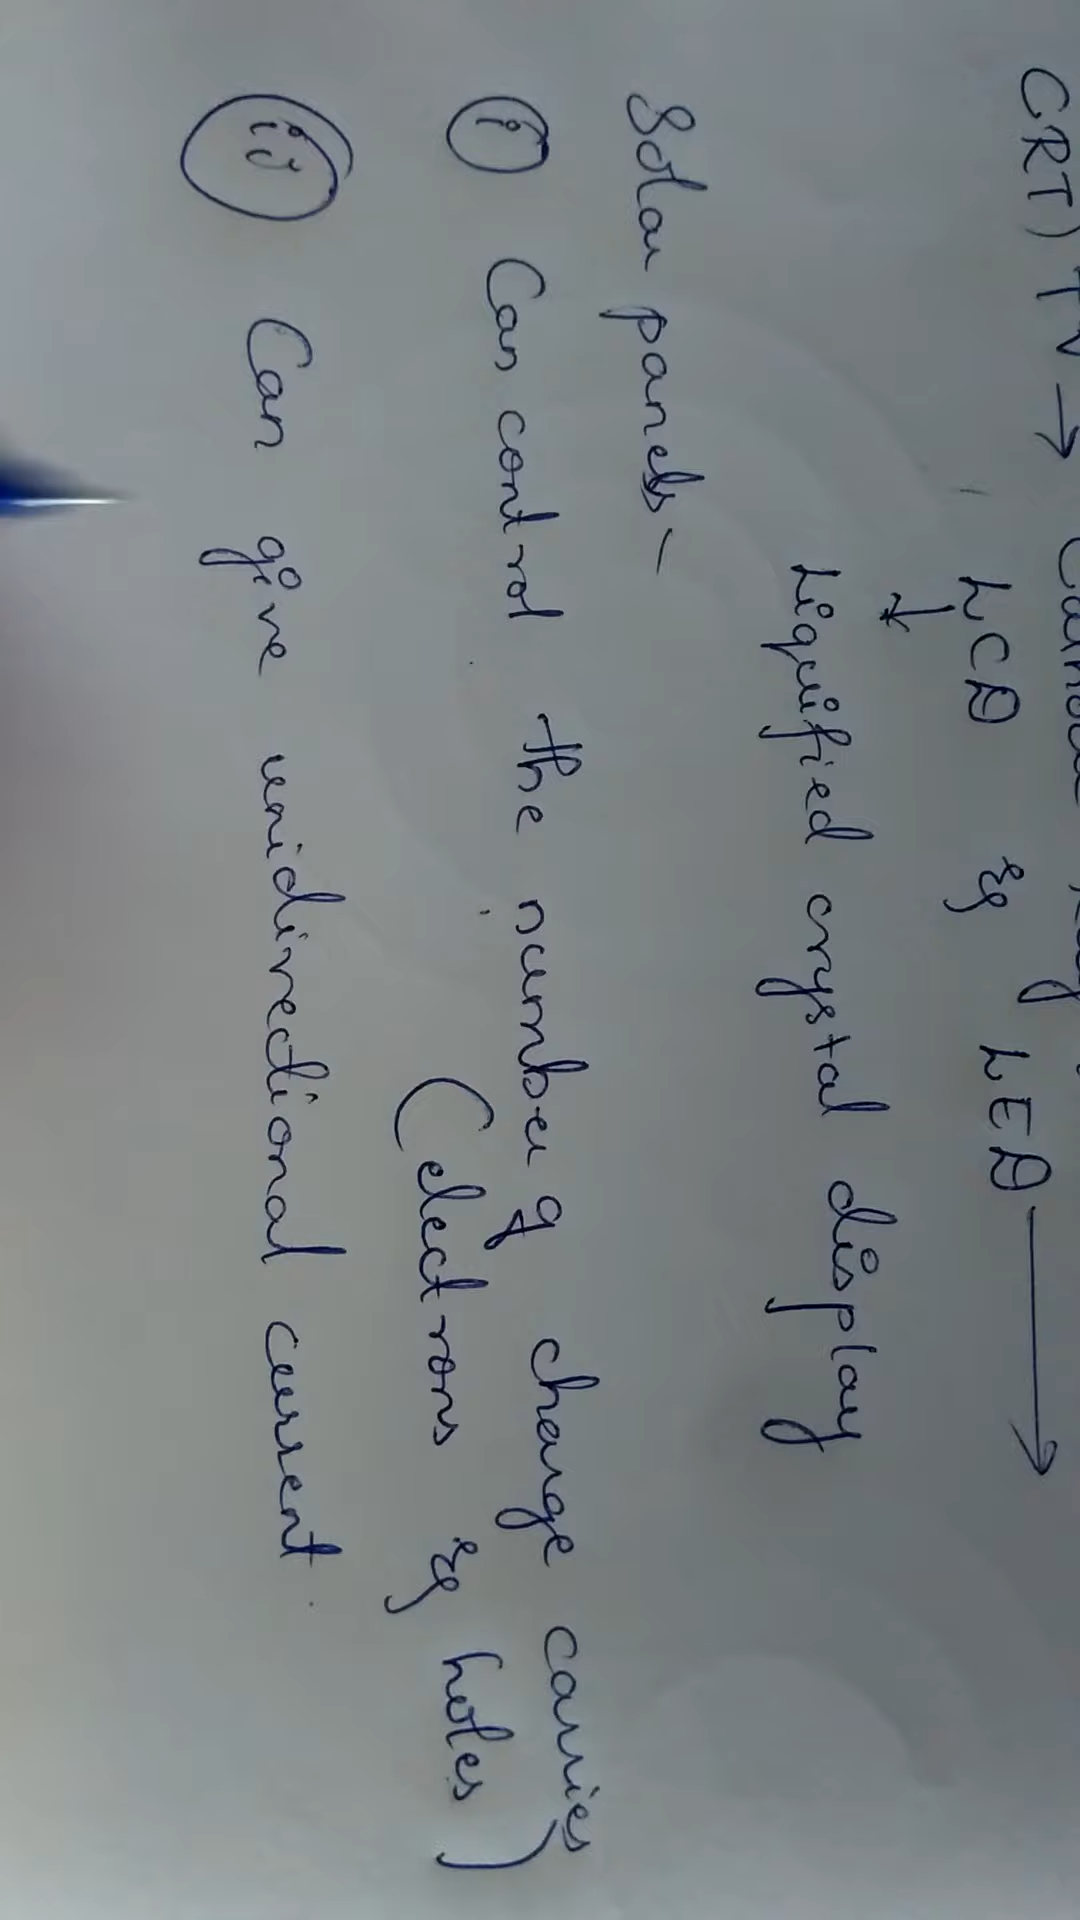 CRT) TV →
LCD & LED →
↓
Liquified crystal display
Solar panels –
(i) Can control the number of charge carries
(electrons & holes)
(ii) Can give unidirectional current.